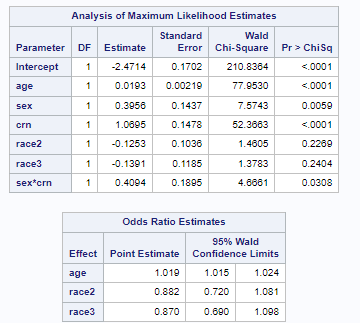 Analysis of Maximum Likelihood Estimates
Parameter DF Estimate Standard Error Wald Chi-Square Pr > ChiSq
Intercept 1 -2.4714 0.1702 210.8364 <.0001
age 1 0.0193 0.00219 77.9530 <.0001
sex 1 0.3956 0.1437 7.5743 0.0059
crn 1 1.0695 0.1478 52.3663 <.0001
race2 1 -0.1253 0.1036 1.4605 0.2269
race3 1 -0.1391 0.1185 1.3783 0.2404
sex*crn 1 0.4094 0.1895 4.6661 0.0308
Odds Ratio Estimates
Effect Point Estimate 95% Wald Confidence Limits
age 1.019 1.015 1.024
race2 0.882 0.720 1.081
race3 0.870 0.690 1.098